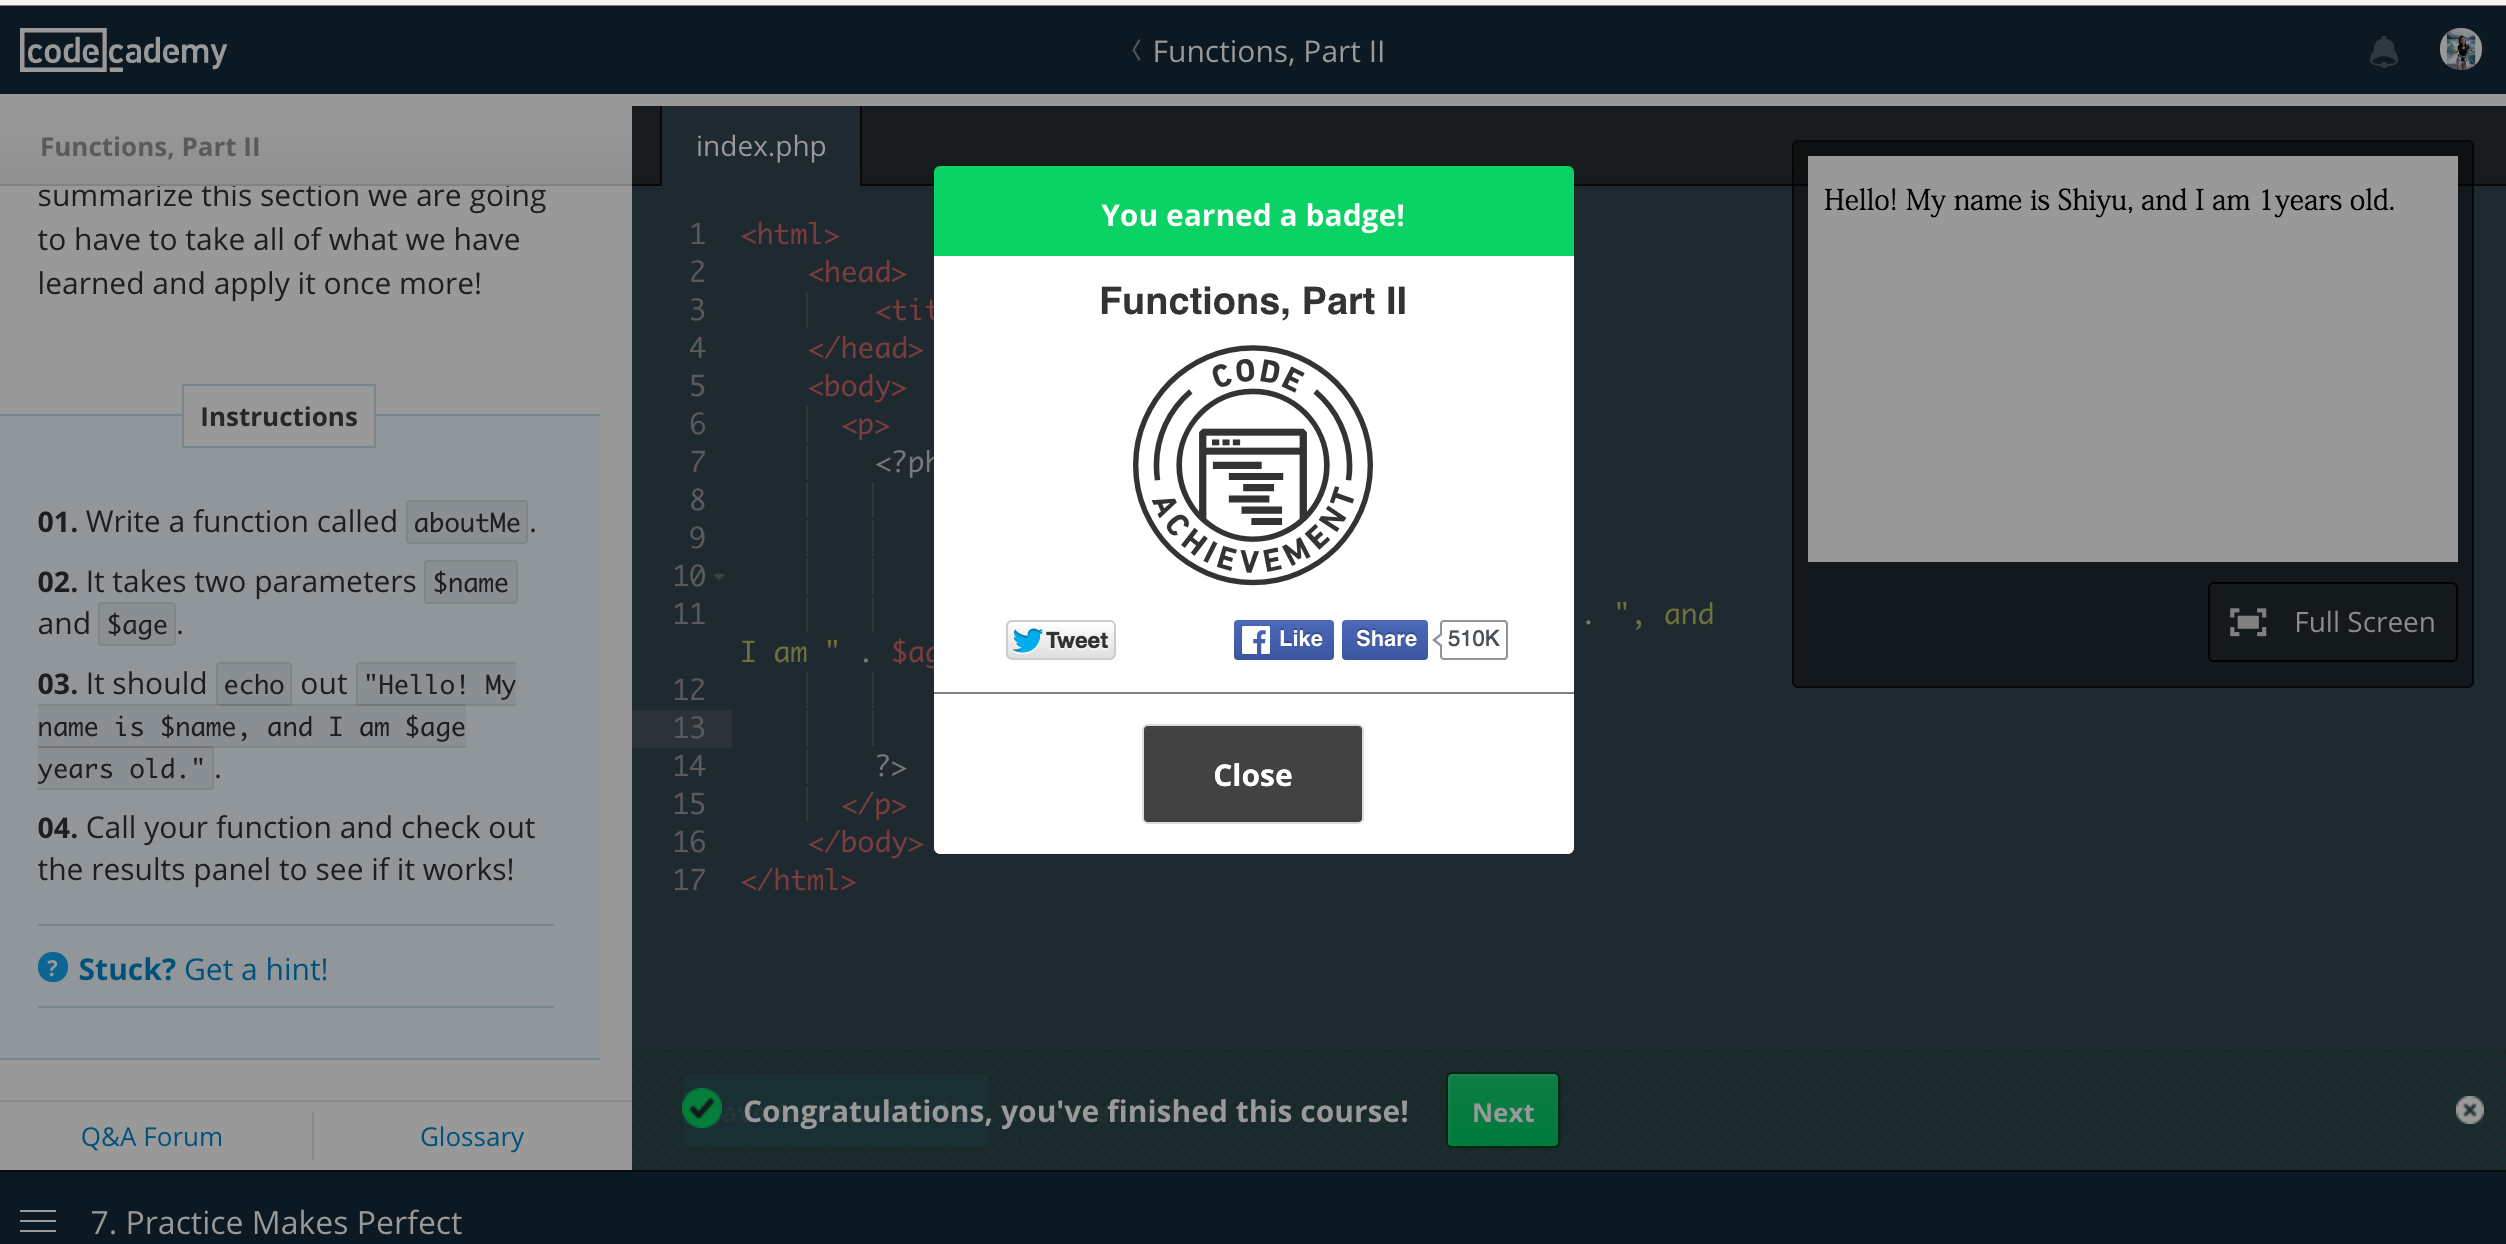 codecademy
Functions, Part II
Functions, Part II
summarize this section we are going
to have to take all of what we have
learned and apply it once more!
Instructions
01. Write a function called aboutMe.
02. It takes two parameters $name
and $age.
03. It should echo out "Hello! My
name is $name, and I am $age
years old.".
04. Call your function and check out
the results panel to see if it works!
? Stuck? Get a hint!
Q&A Forum
Glossary
index.php
1 <html>
2 <head>
3 <tit
4 </head>
5 <body>
6 <p>
7 <?ph
8
9
10
11 . ", and
I am " . $ag
12
13
14 ?>
15 </p>
16 </body>
17 </html>
You earned a badge!
Functions, Part II
CODE
ACHIEVEMENT
Tweet
Like
Share
510K
Close
Hello! My name is Shiyu, and I am 1years old.
Full Screen
Congratulations, you've finished this course!
Next
7. Practice Makes Perfect